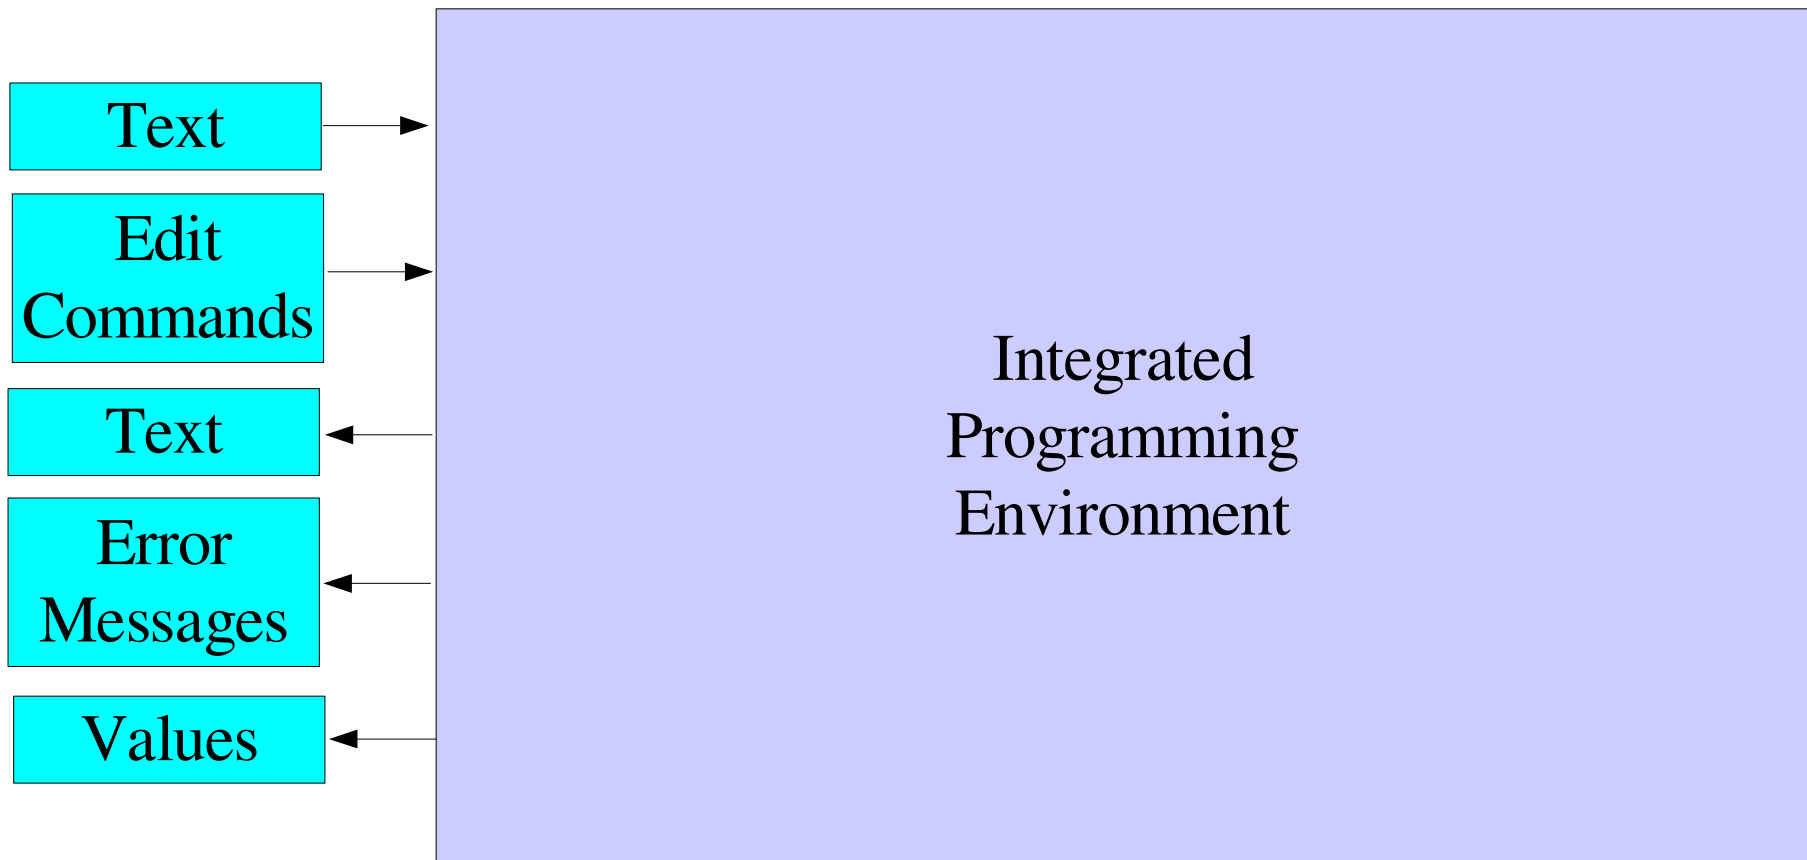 Text
Edit
Commands
Text
Error
Messages
Values
Integrated
Programming
Environment